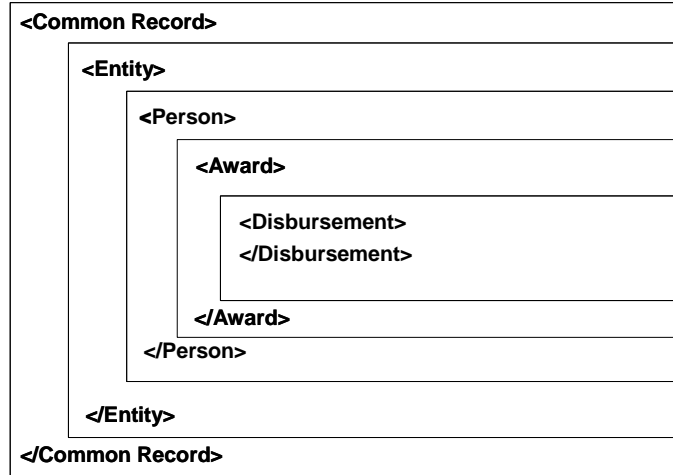 <Common Record>
<Entity>
<Person>
<Award>
<Disbursement>
</Disbursement>
</Award>
</Person>
</Entity>
</Common Record>